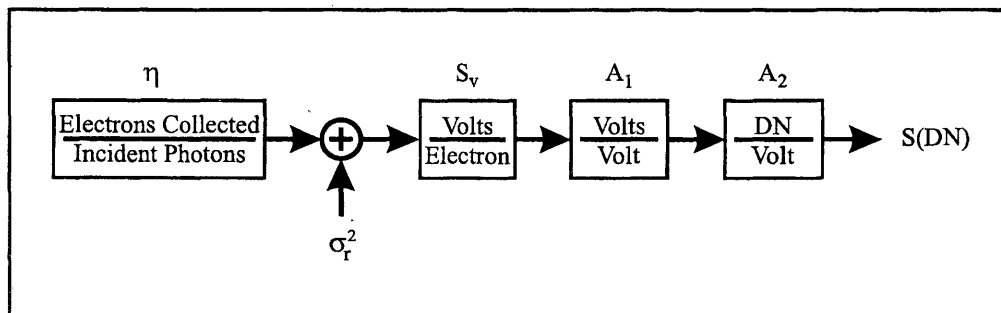 η
S_v
A_1
A_2
Electrons Collected
Incident Photons
Volts
Electron
Volts
Volt
DN
Volt
S(DN)
+
σ_r^2